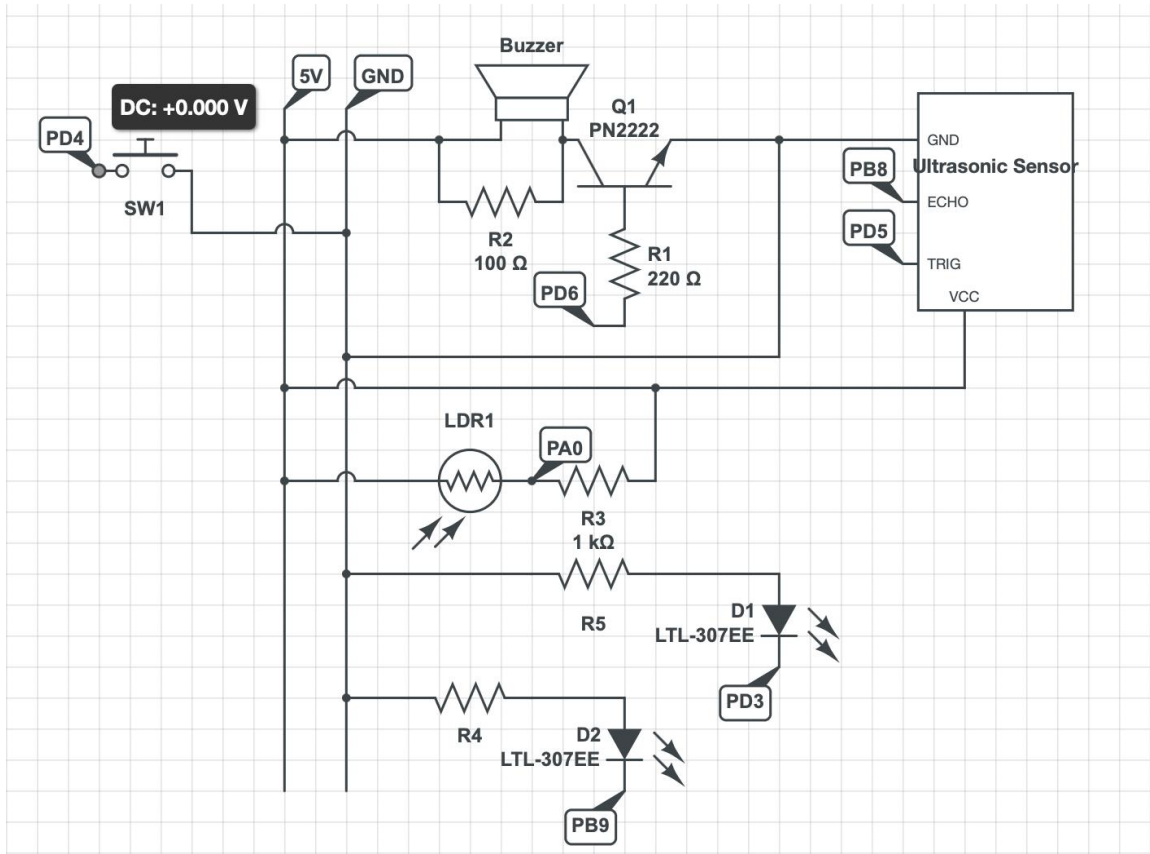 Buzzer
5V
GND
DC: +0.000 V
Q1
PN2222
PD4
SW1
GND
Ultrasonic Sensor
PB8
ECHO
PD5
TRIG
VCC
R2
100 Ω
R1
220 Ω
PD6
LDR1
PA0
R3
1 kΩ
R5
D1
LTL-307EE
PD3
R4
D2
LTL-307EE
PB9